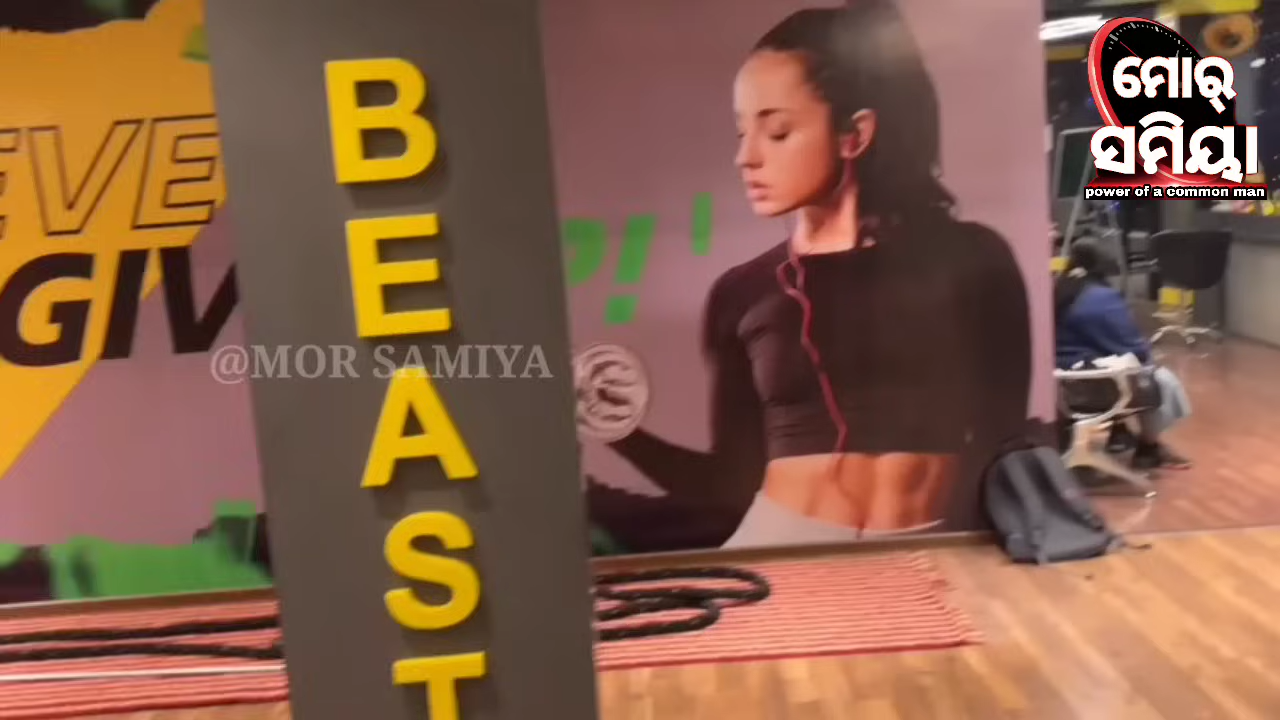 BEAST
EVE
GIV
P!'
@MOR SAMIYA
ମୋର୍
ସମିୟା
power of a common man